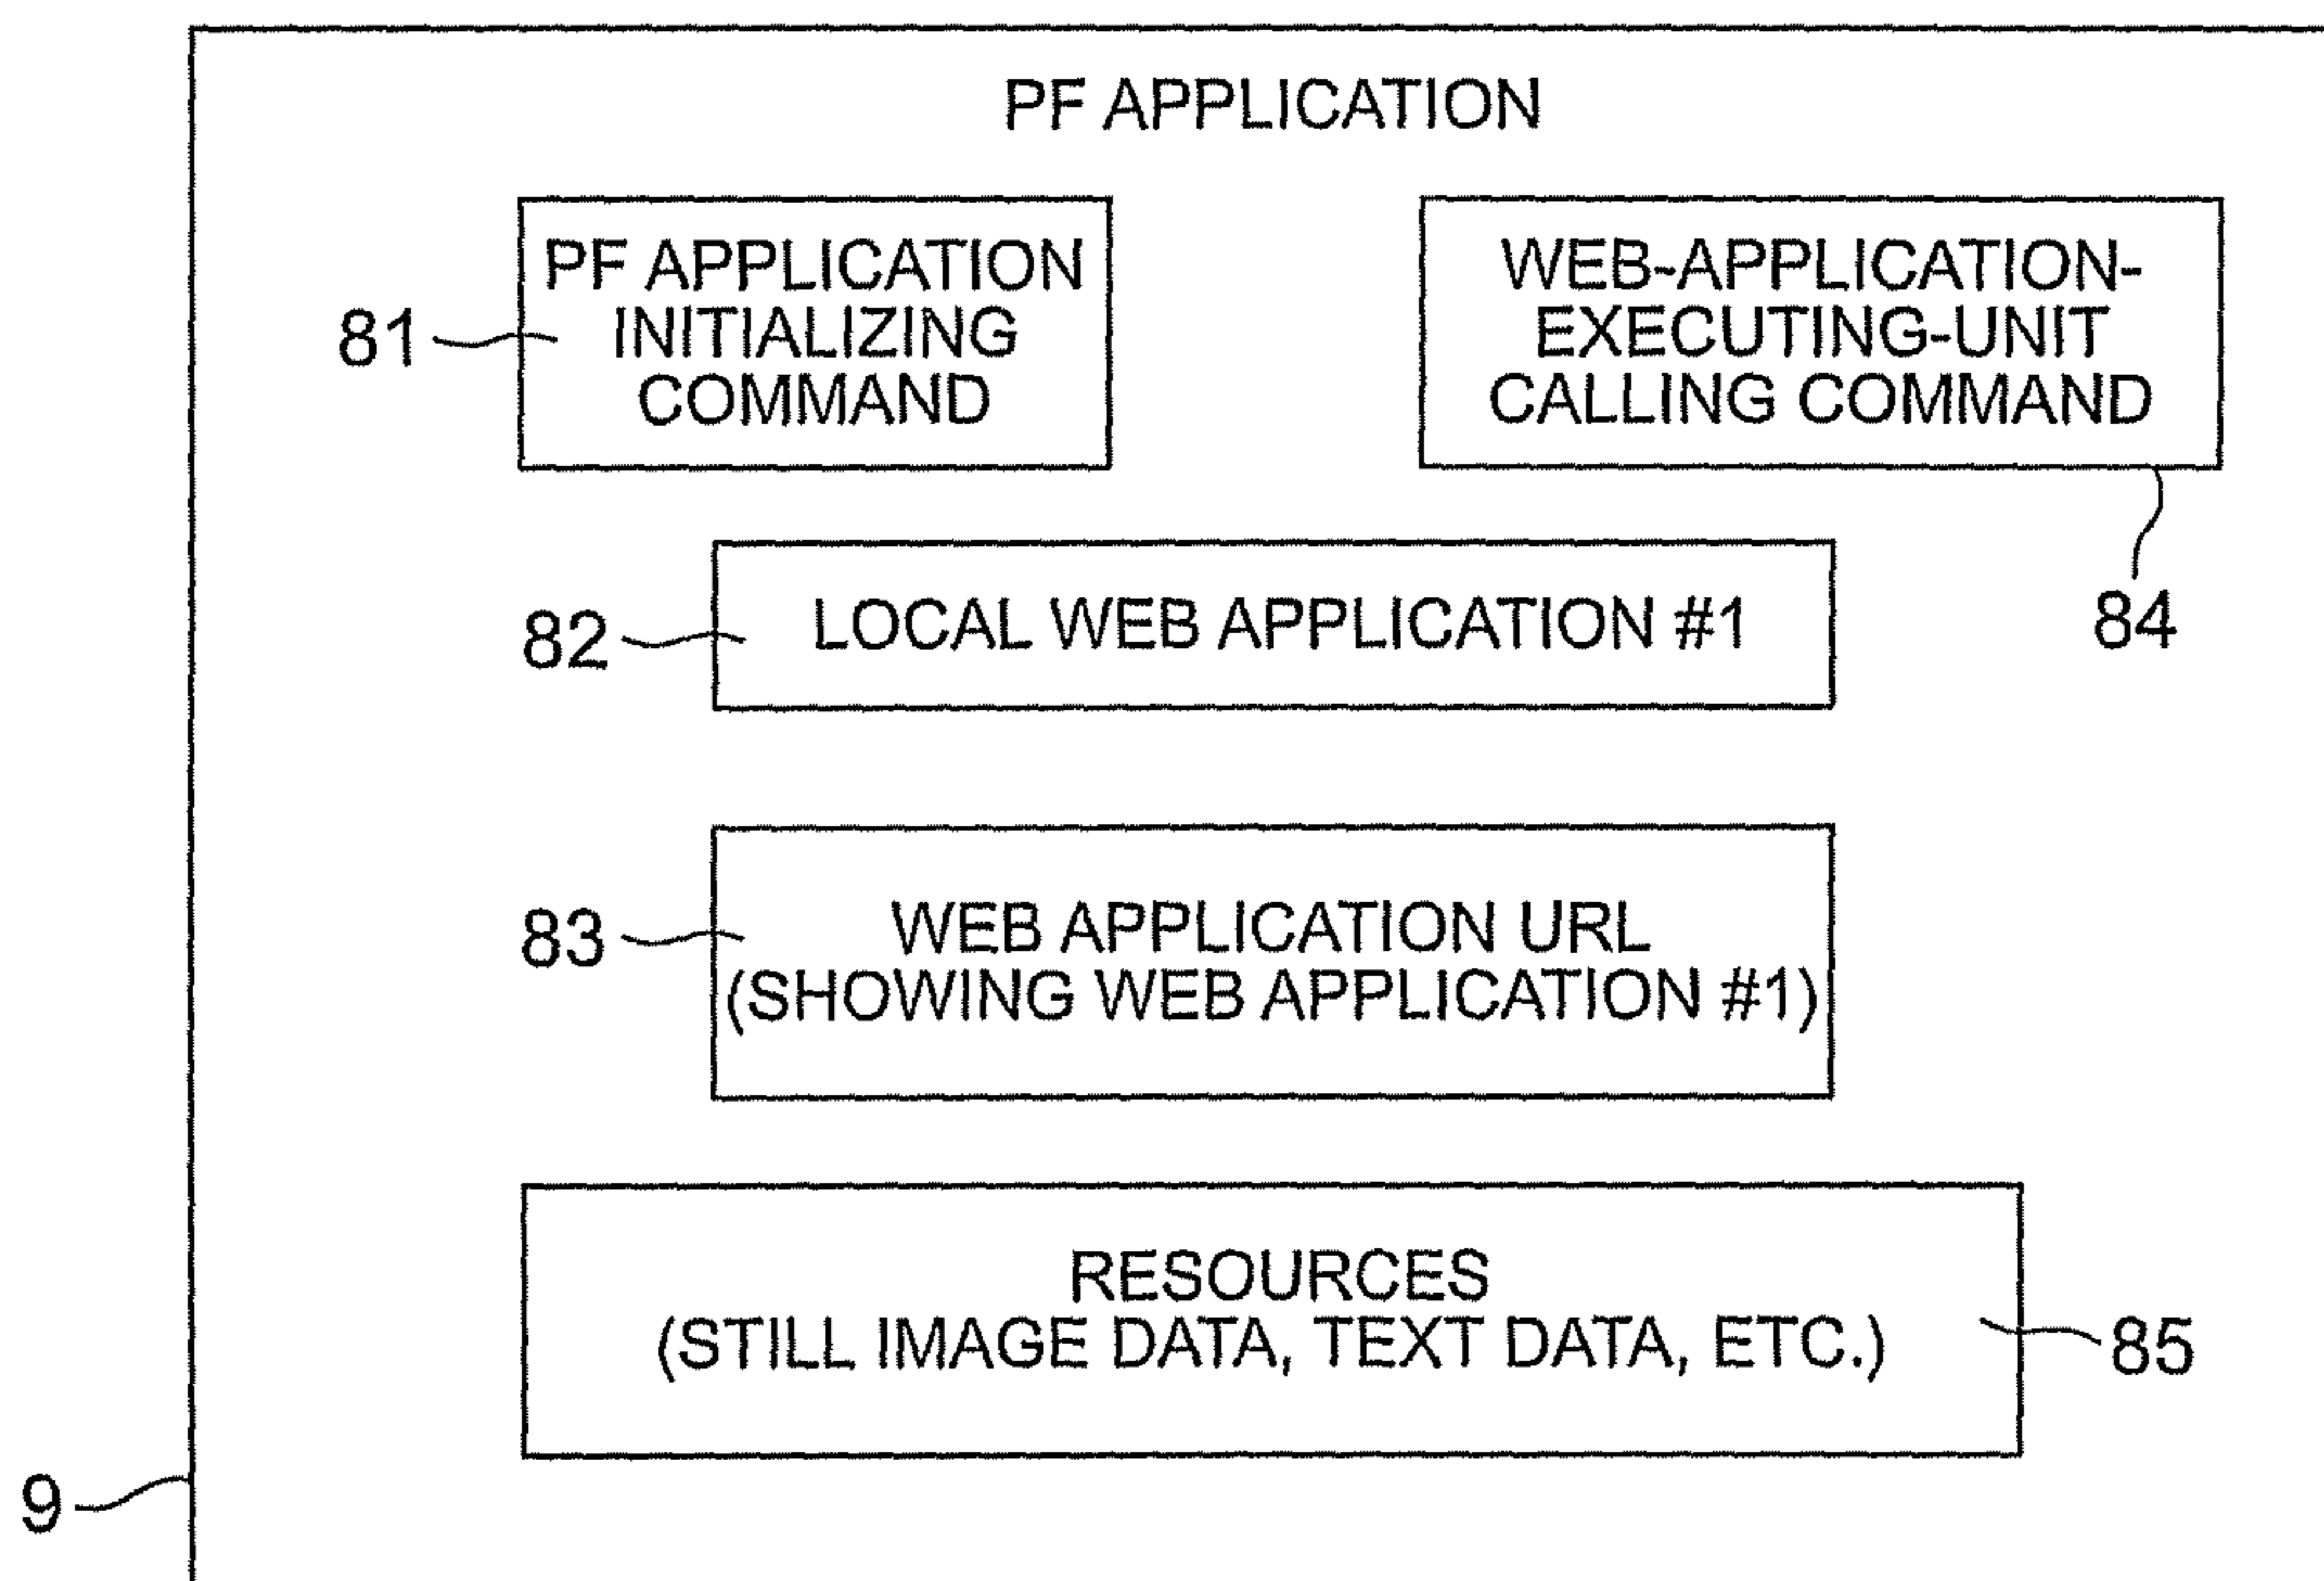 PF APPLICATION
PF APPLICATION
INITIALIZING
COMMAND
81
WEB-APPLICATION-
EXECUTING-UNIT
CALLING COMMAND
84
LOCAL WEB APPLICATION #1
82
WEB APPLICATION URL
(SHOWING WEB APPLICATION #1)
83
RESOURCES
(STILL IMAGE DATA, TEXT DATA, ETC.)
85
9